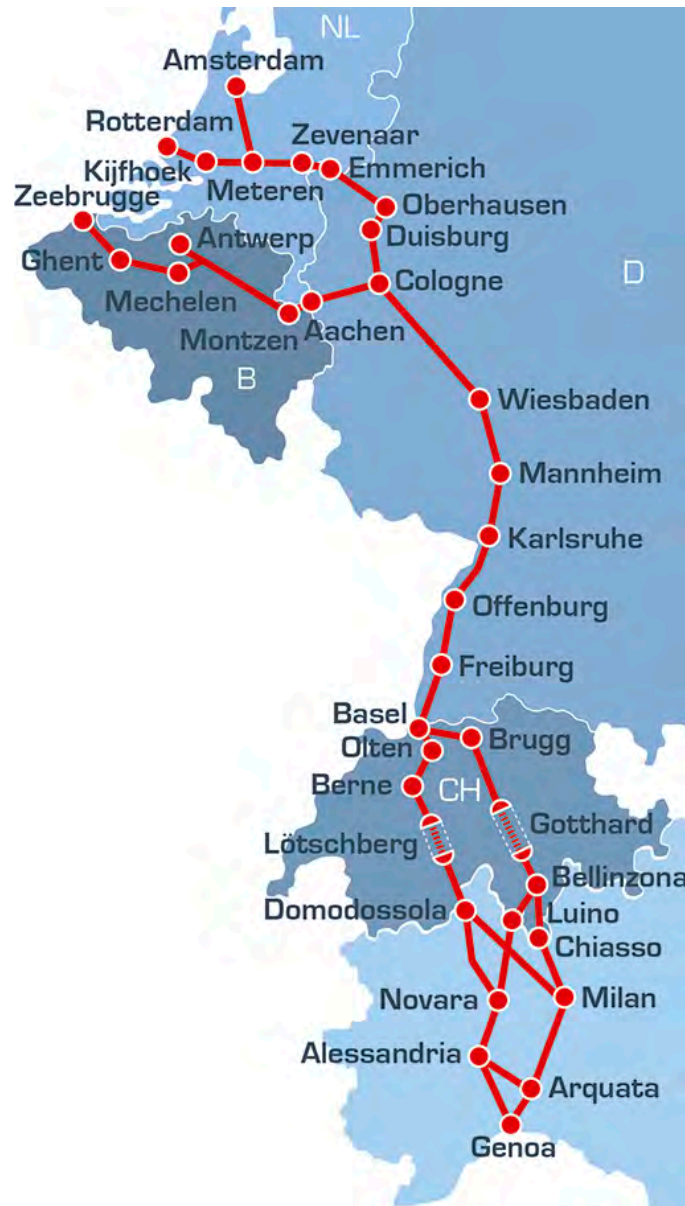 NL
Amsterdam
Rotterdam
Zevenaar
Kijfhoek
Emmerich
Meteren
Zeebrugge
Oberhausen
Antwerp
Duisburg
Ghent
Cologne
D
Mechelen
Aachen
Montzen
B
Wiesbaden
Mannheim
Karlsruhe
Offenburg
Freiburg
Basel
Brugg
Olten
Berne
CH
Gotthard
Lötschberg
Bellinzona
Domodossola
Luino
Chiasso
Novara
Milan
Alessandria
Arquata
Genoa